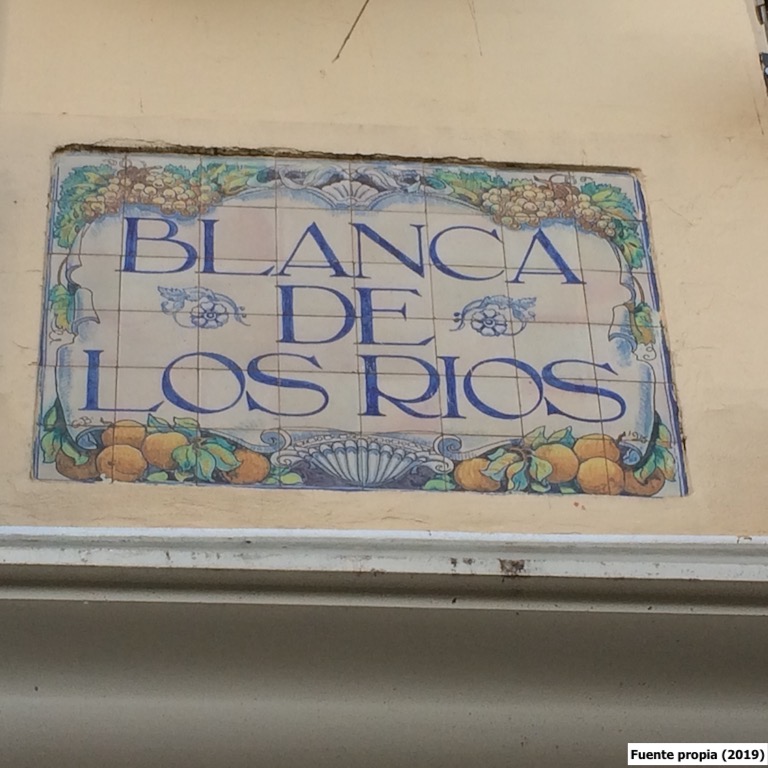 BLANCA
DE
LOS RIOS
Fuente propia (2019)